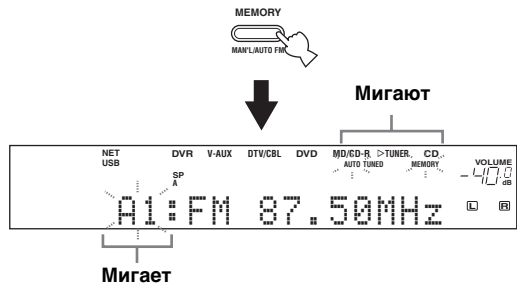 MEMORY
MAN'L/AUTO FM
Мигают
NET DVR V-AUX DTV/CBL DVD MD/CD-R ▷TUNER CD
USB AUTO TUNED MEMORY VOLUME
SP -40.0
A dB
A1:FM 87.50MHz L R
Мигает